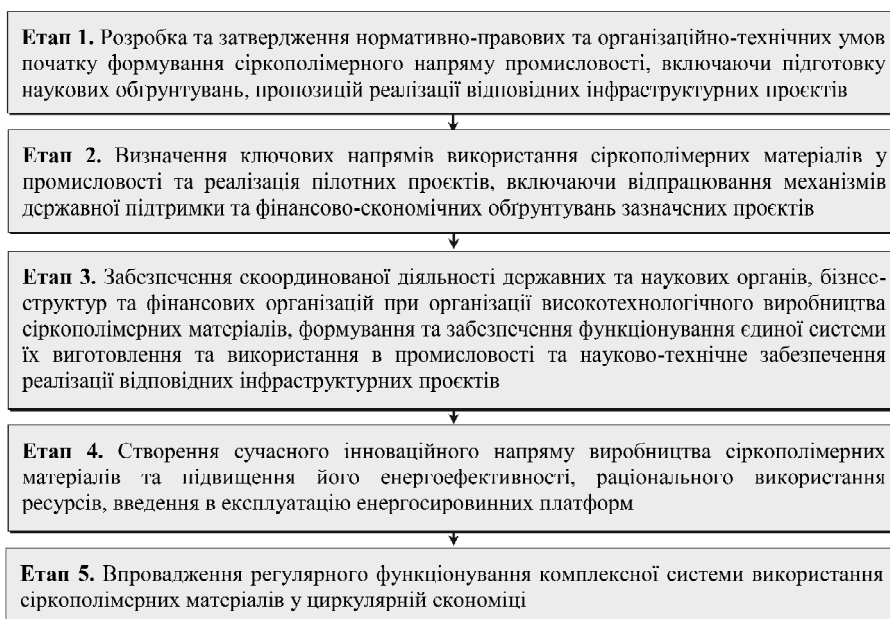 Етап 1. Розробка та затвердження нормативно-правових та організаційно-технічних умов
початку формування сіркополімерного напряму промисловості, включаючи підготовку
наукових обґрунтувань, пропозицій реалізації відповідних інфраструктурних проєктів
Етап 2. Визначення ключових напрямів використання сіркополімерних матеріалів у
промисловості та реалізація пілотних проєктів, включаючи відпрацювання механізмів
державної підтримки та фінансово-економічних обґрунтувань зазначених проєктів
Етап 3. Забезпечення скоординованої діяльності державних та наукових органів, бізнес-
структур та фінансових організацій при організації високотехнологічного виробництва
сіркополімерних матеріалів, формування та забезпечення функціонування єдиної системи
їх виготовлення та використання в промисловості та науково-технічне забезпечення
реалізації відповідних інфраструктурних проєктів
Етап 4. Створення сучасного інноваційного напряму виробництва сіркополімерних
матеріалів та підвищення його енергоефективності, раціонального використання
ресурсів, введення в експлуатацію енергосировинних платформ
Етап 5. Впровадження регулярного функціонування комплексної системи використання
сіркополімерних матеріалів у циркулярній економіці